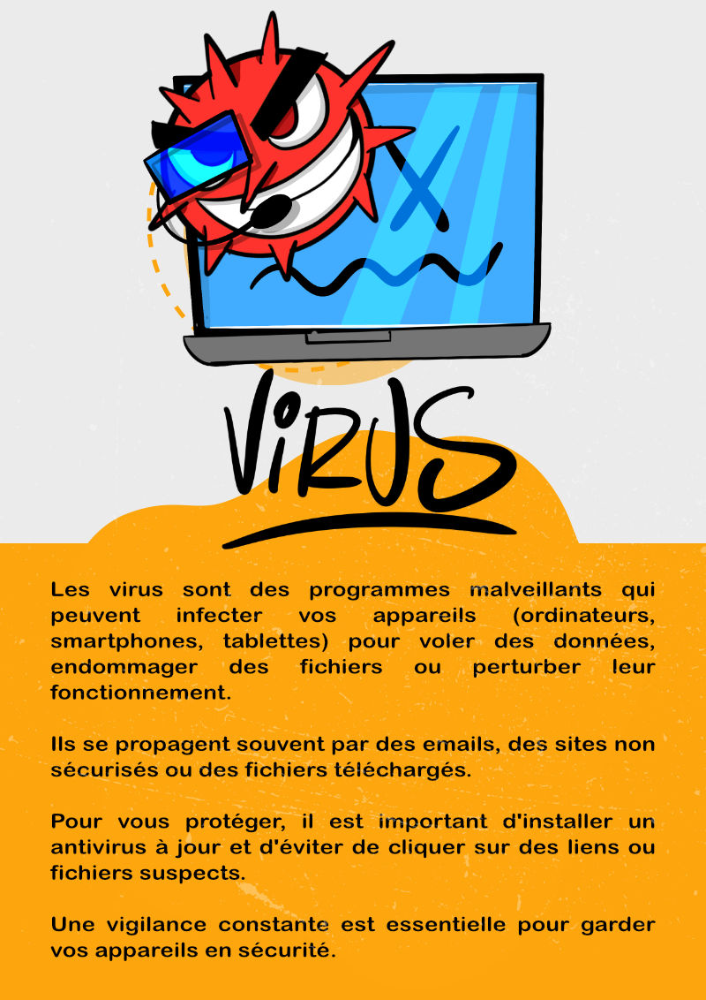 ViRUS
Les virus sont des programmes malveillants qui
peuvent infecter vos appareils (ordinateurs,
smartphones, tablettes) pour voler des données,
endommager des fichiers ou perturber leur
fonctionnement.
Ils se propagent souvent par des emails, des sites non
sécurisés ou des fichiers téléchargés.
Pour vous protéger, il est important d'installer un
antivirus à jour et d'éviter de cliquer sur des liens ou
fichiers suspects.
Une vigilance constante est essentielle pour garder
vos appareils en sécurité.